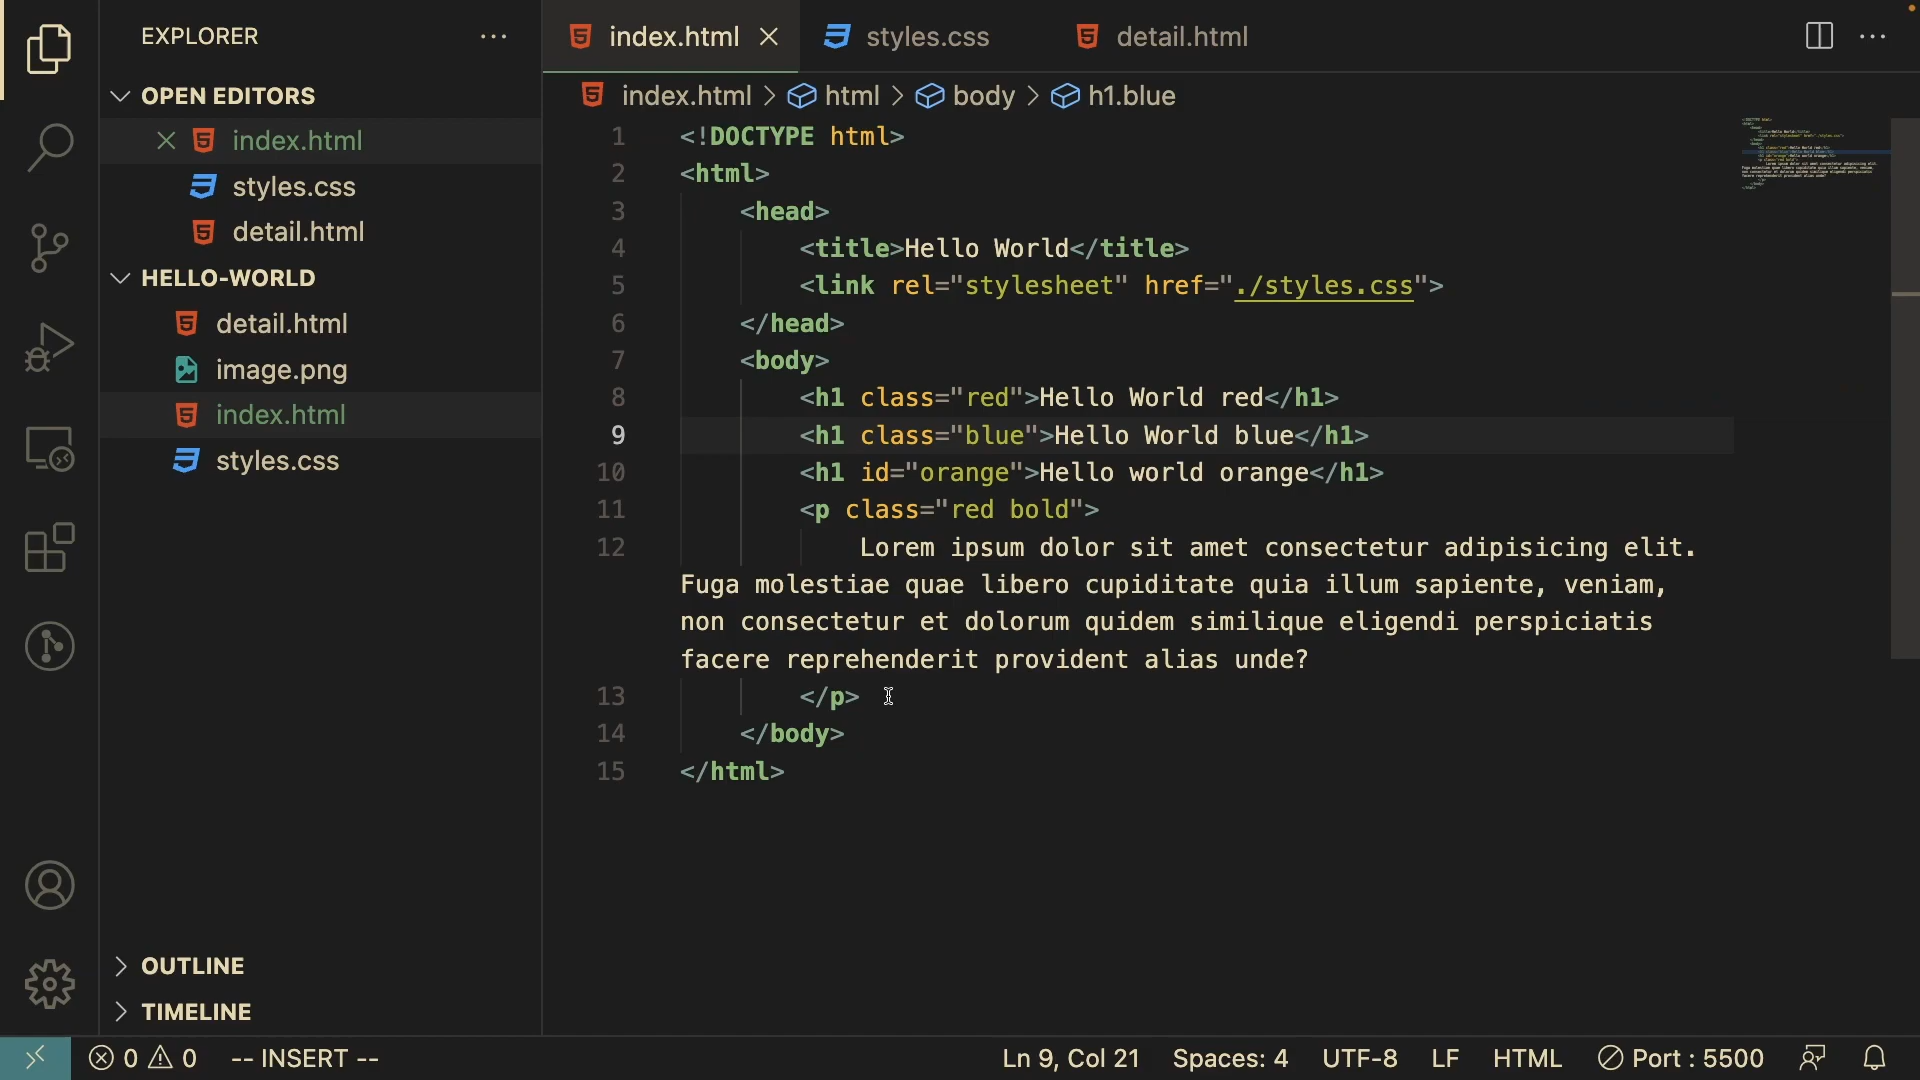 EXPLORER
OPEN EDITORS
index.html
styles.css
detail.html
HELLO-WORLD
detail.html
image.png
index.html
styles.css
OUTLINE
TIMELINE
index.html
styles.css
detail.html
index.html > html > body > h1.blue
1 <!DOCTYPE html>
2 <html>
3 <head>
4 <title>Hello World</title>
5 <link rel="stylesheet" href="./styles.css">
6 </head>
7 <body>
8 <h1 class="red">Hello World red</h1>
9 <h1 class="blue">Hello World blue</h1>
10 <h1 id="orange">Hello world orange</h1>
11 <p class="red bold">
12 Lorem ipsum dolor sit amet consectetur adipisicing elit.
Fuga molestiae quae libero cupiditate quia illum sapiente, veniam,
non consectetur et dolorum quidem similique eligendi perspiciatis
facere reprehenderit provident alias unde?
13 </p>
14 </body>
15 </html>
0 0 -- INSERT -- Ln 9, Col 21 Spaces: 4 UTF-8 LF HTML Port : 5500